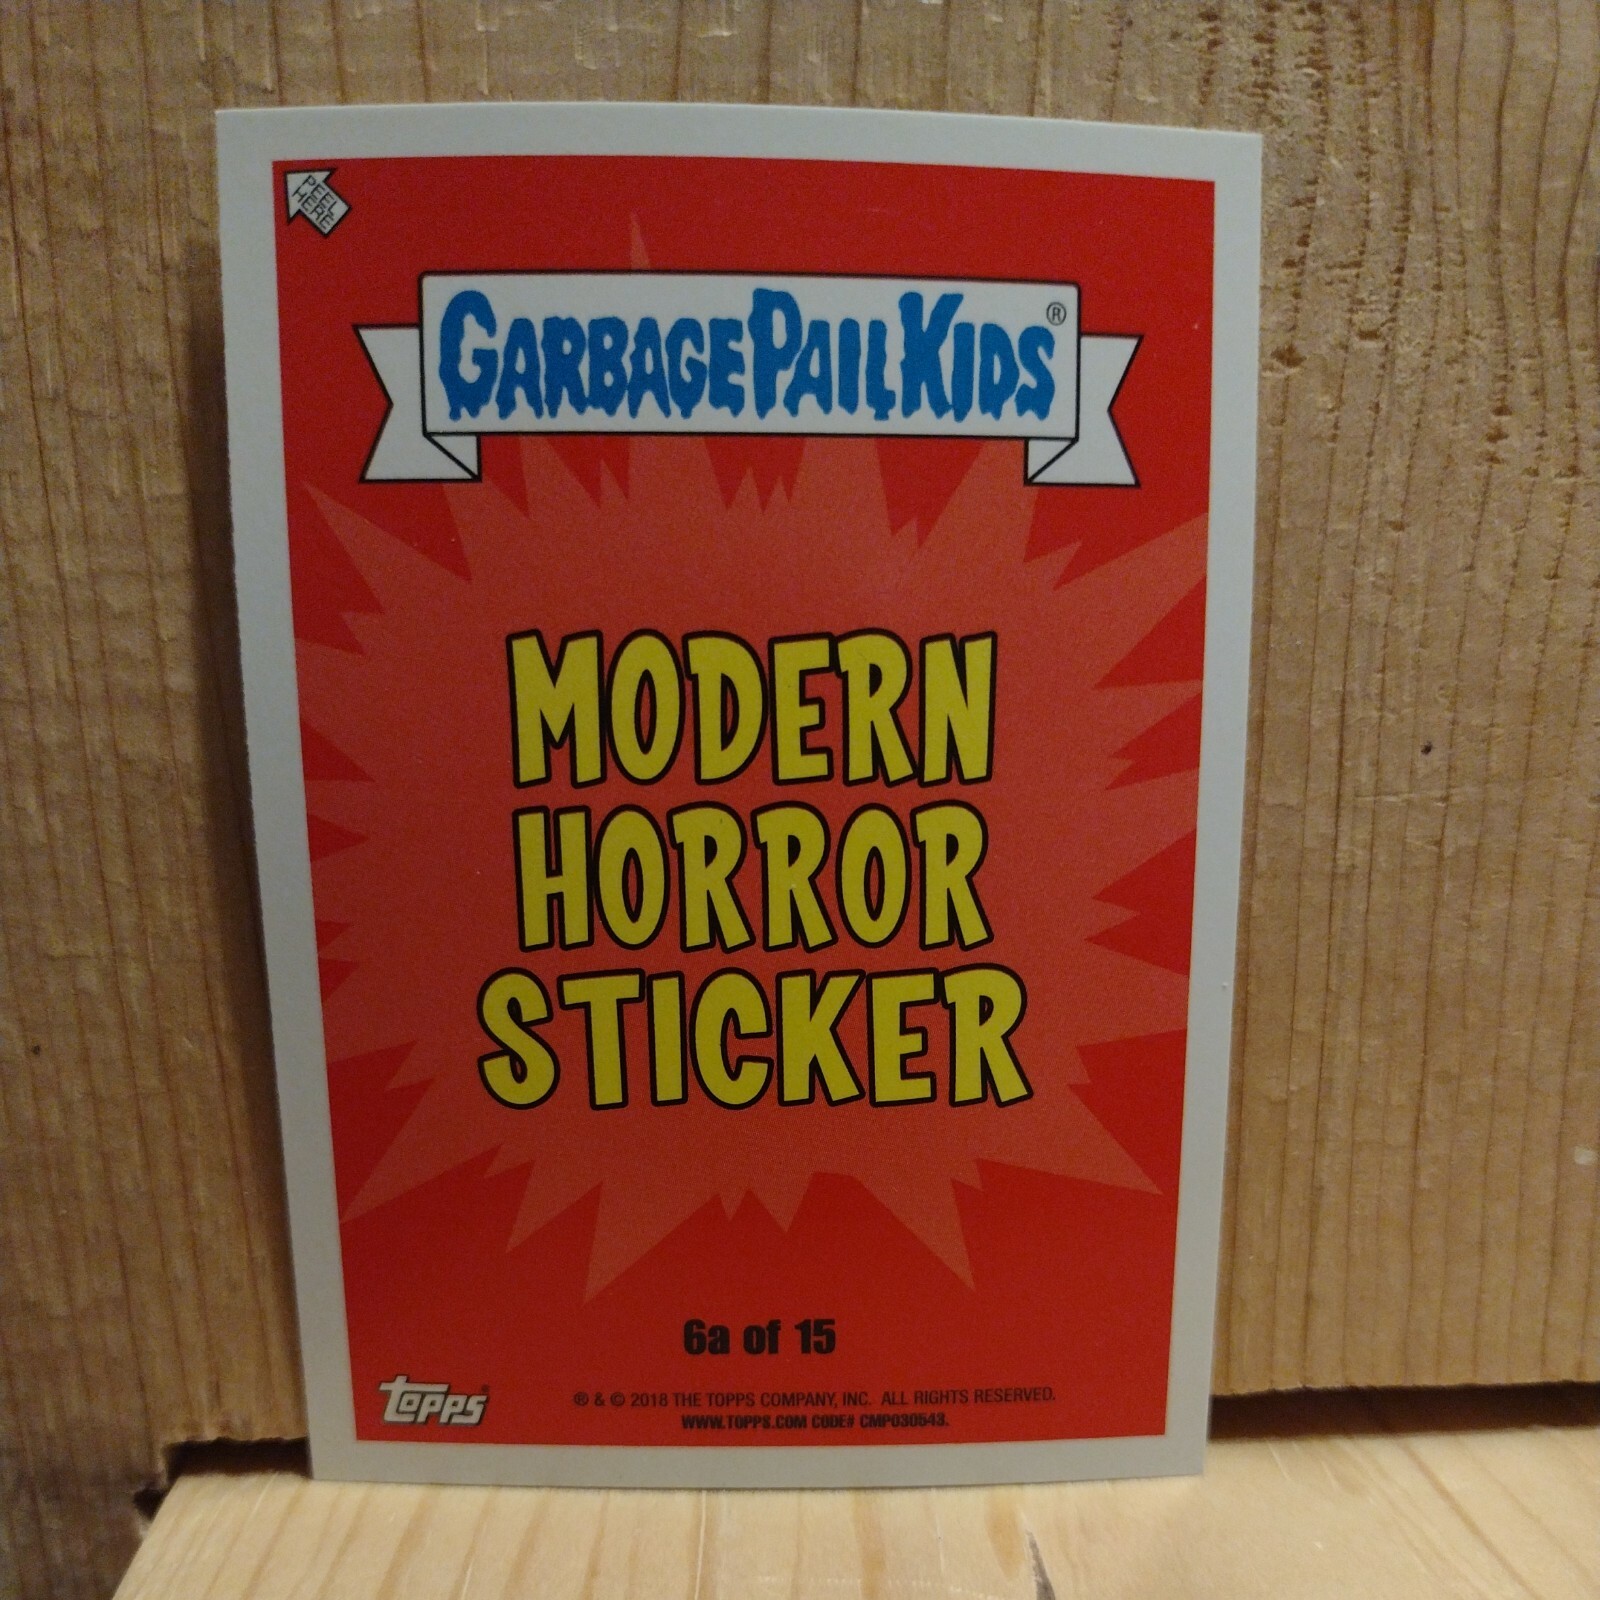 PEEL
HERE
GARBAGE PAIL KIDS®
MODERN
HORROR
STICKER
6a of 15
topps®
® & © 2018 THE TOPPS COMPANY, INC. ALL RIGHTS RESERVED.
WWW.TOPPS.COM CODE# CMP030543.